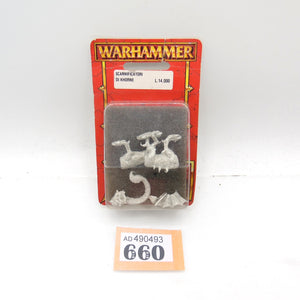 WARHAMMER
SCARNIFICATORI
DI KHORNE L. 14.000
AD 490493
660